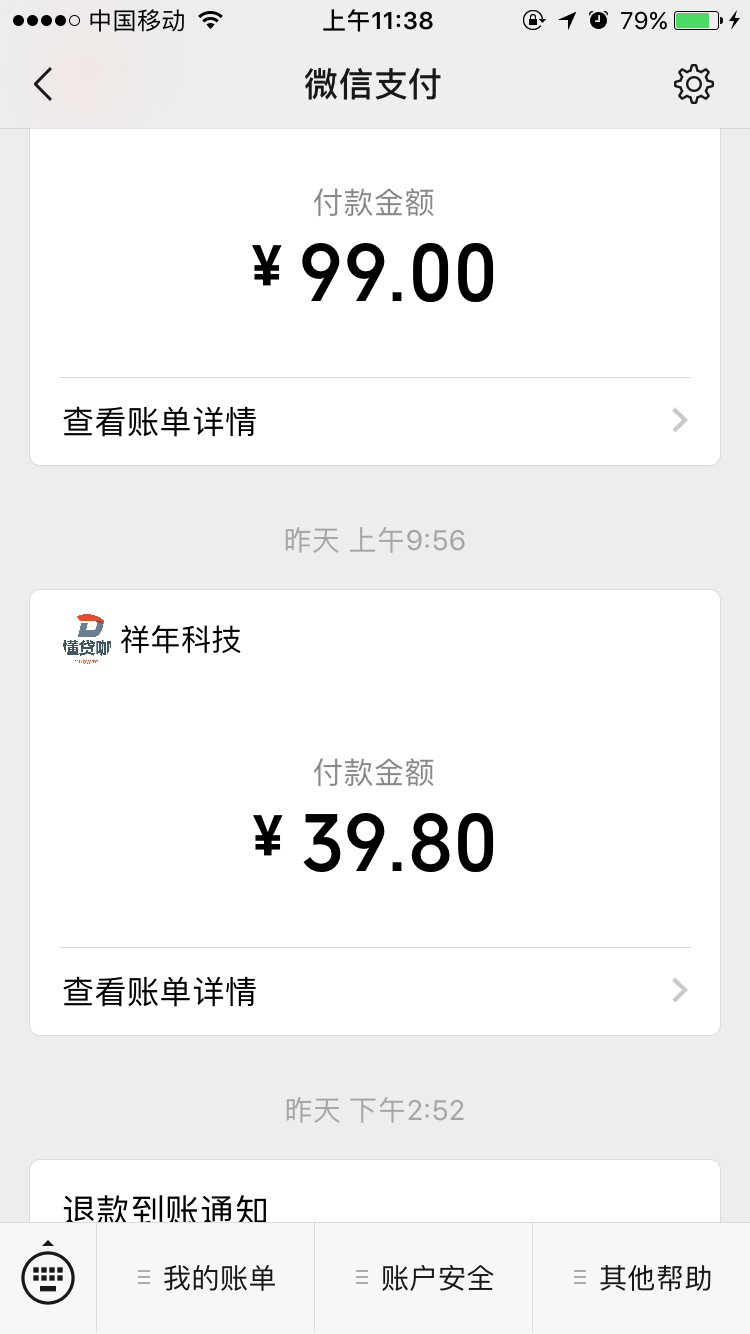 中国移动 上午11:38 79%
微信支付
付款金额
¥ 99.00
查看账单详情
昨天 上午9:56
懂贷咖 祥年科技
付款金额
¥ 39.80
查看账单详情
昨天 下午2:52
退款到账通知
我的账单 账户安全 其他帮助